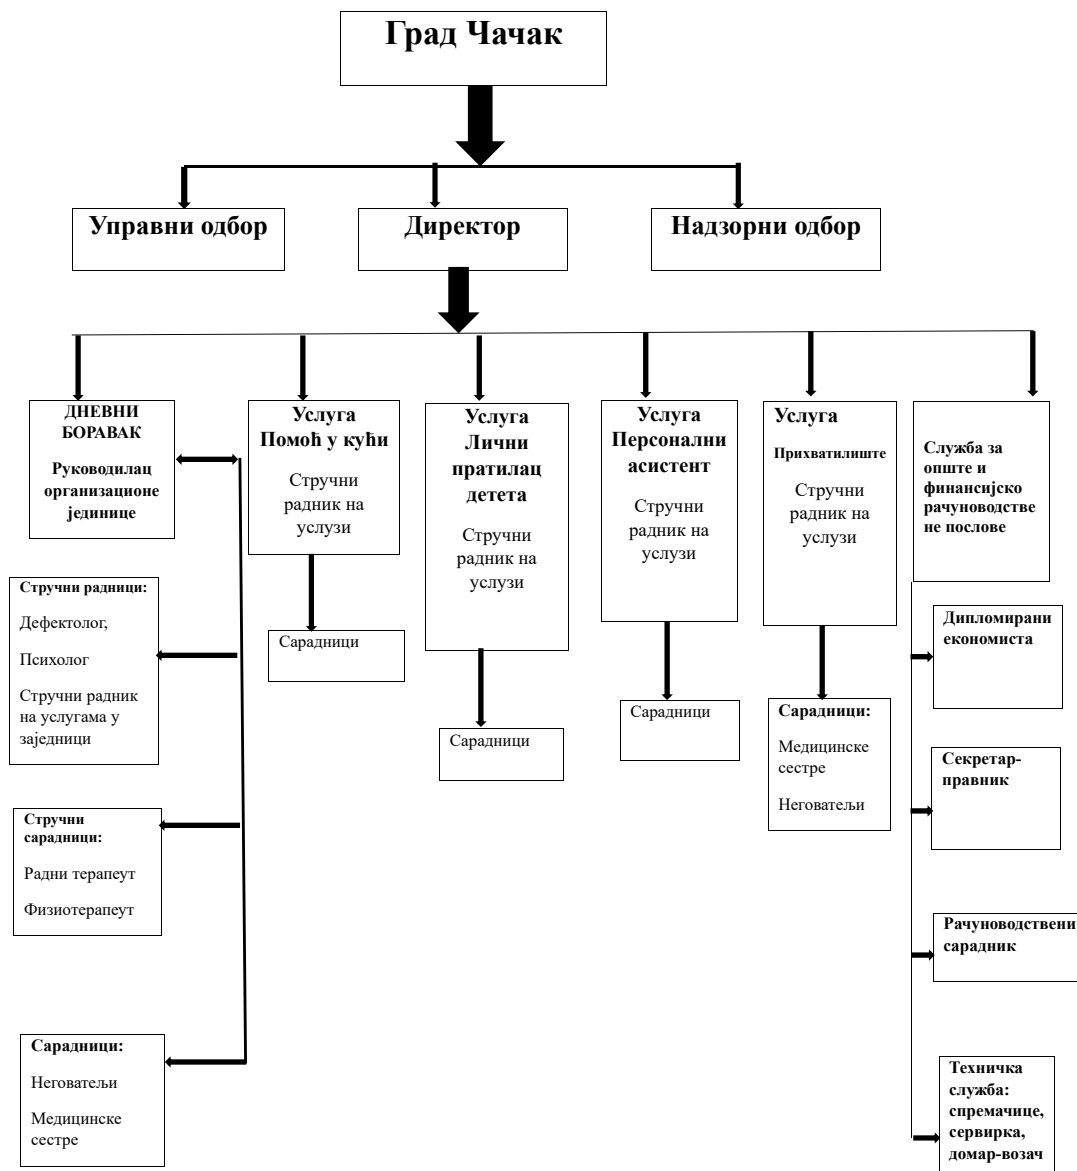 Град Чачак
Управни одбор
Директор
Надзорни одбор
ДНЕВНИ
БОРАВАК
Руководилац
организационе
јединице
Услуга
Помоћ у кући
Стручни
радник на
услузи
Услуга
Лични
пратилац
детета
Стручни
радник на
услузи
Услуга
Персонални
асистент
Стручни
радник на
услузи
Услуга
Прихватилиште
Стручни
радник на
услузи
Служба за
опште и
финансијско
рачуноводстве
не послове
Стручни радници:
Дефектолог,
Психолог
Стручни радник
на услугама у
заједници
Сарадници
Сарадници
Сарадници
Сарадници:
Медицинске
сестре
Неговатељи
Дипломирани
економиста
Секретар-
правник
Стручни
сарадници:
Радни терапеут
Физиотерапеут
Рачуноводствени
сарадник
Сарадници:
Неговатељи
Медицинске
сестре
Техничка
служба:
спремачице,
сервирка,
домар-возач